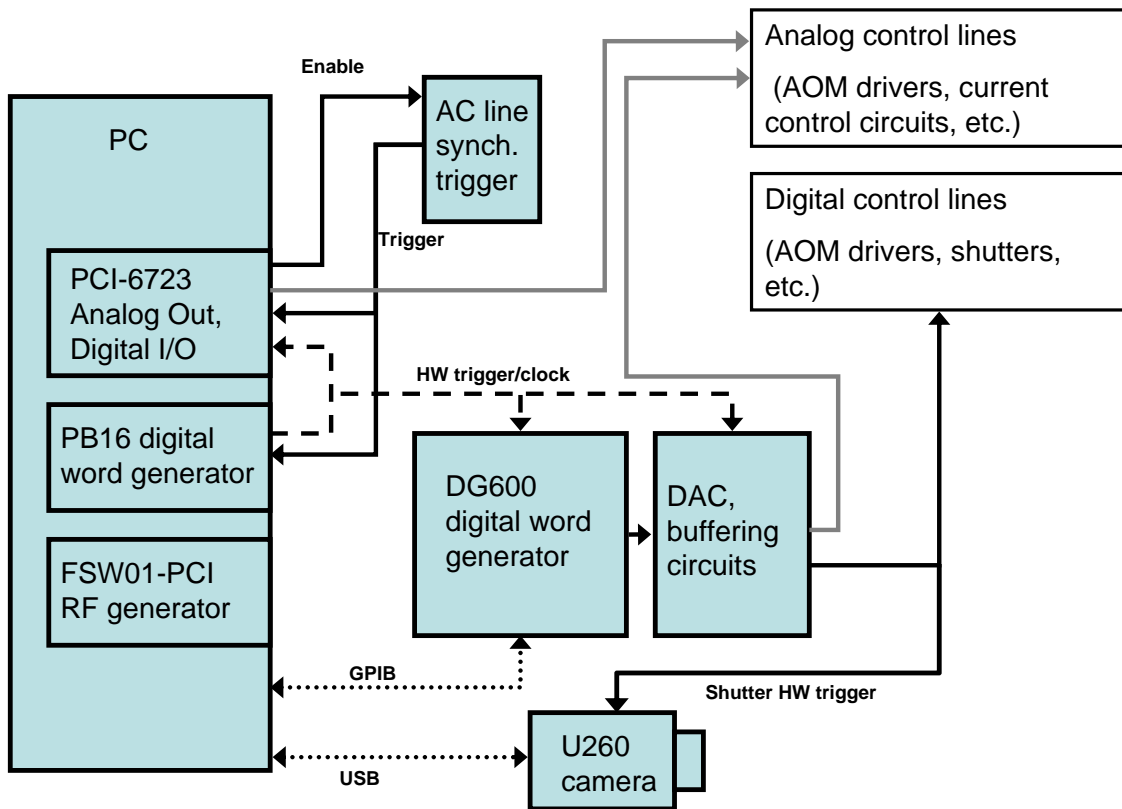 Enable
PC
AC line
synch.
trigger
Trigger
Analog control lines
(AOM drivers, current
control circuits, etc.)
Digital control lines
(AOM drivers, shutters,
etc.)
PCI-6723
Analog Out,
Digital I/O
HW trigger/clock
PB16 digital
word generator
DG600
digital word
generator
DAC,
buffering
circuits
FSW01-PCI
RF generator
GPIB
Shutter HW trigger
USB
U260
camera